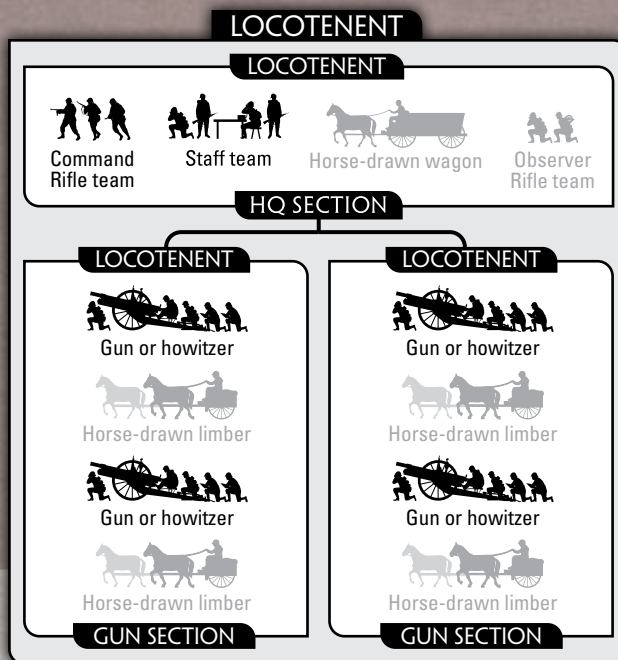 LOCOTENENT
LOCOTENENT
Command
Rifle team
Staff team
Horse-drawn wagon
Observer
Rifle team
HQ SECTION
LOCOTENENT
Gun or howitzer
Horse-drawn limber
Gun or howitzer
Horse-drawn limber
GUN SECTION
LOCOTENENT
Gun or howitzer
Horse-drawn limber
Gun or howitzer
Horse-drawn limber
GUN SECTION